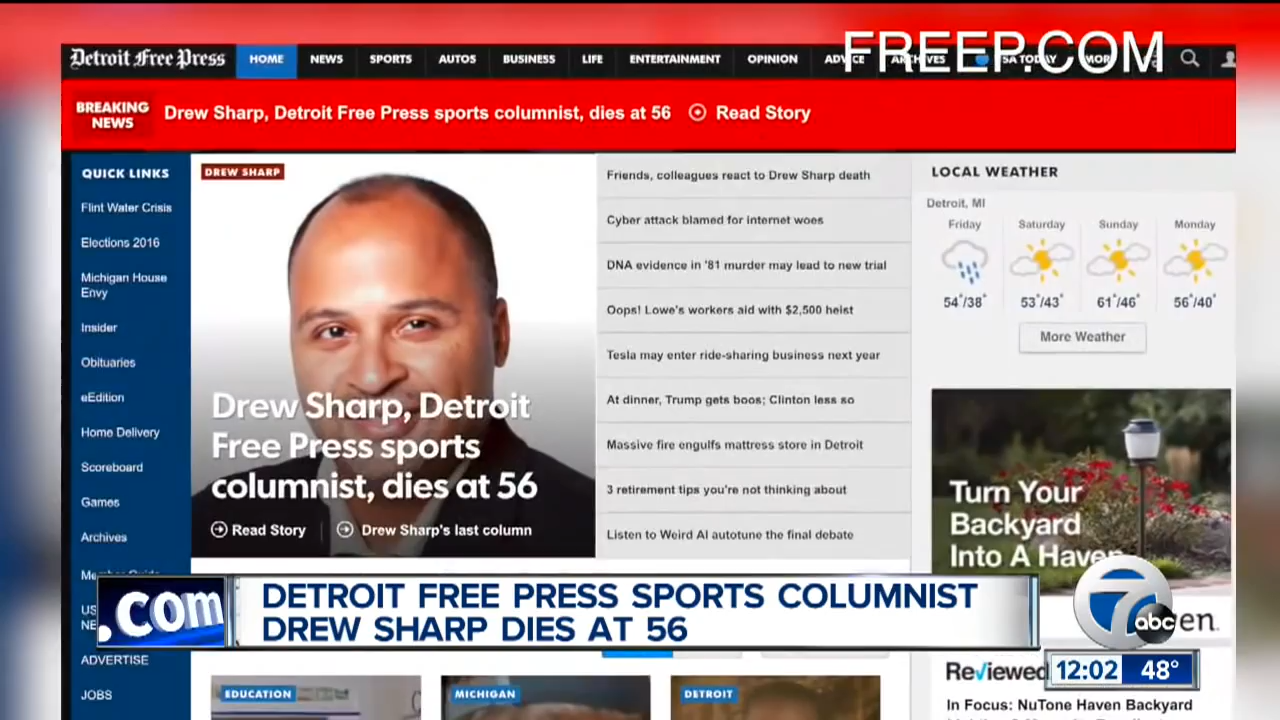 FREEP.COM
Detroit Free Press
HOME NEWS SPORTS AUTOS BUSINESS LIFE ENTERTAINMENT OPINION ADVICE ARCHIVES USA TODAY MORE
BREAKING
NEWS
Drew Sharp, Detroit Free Press sports columnist, dies at 56 Read Story
QUICK LINKS
Flint Water Crisis
Elections 2016
Michigan House
Envy
Insider
Obituaries
eEdition
Home Delivery
Scoreboard
Games
Archives
ADVERTISE
JOBS
DREW SHARP
Drew Sharp, Detroit
Free Press sports
columnist, dies at 56
Read Story Drew Sharp's last column
Friends, colleagues react to Drew Sharp death
Cyber attack blamed for internet woes
DNA evidence in '81 murder may lead to new trial
Oops! Lowe's workers aid with $2,500 heist
Tesla may enter ride-sharing business next year
At dinner, Trump gets boos; Clinton less so
Massive fire engulfs mattress store in Detroit
3 retirement tips you're not thinking about
Listen to Weird Al autotune the final debate
LOCAL WEATHER
Detroit, MI
Friday Saturday Sunday Monday
54°/38° 53°/43° 61°/46° 56°/40°
More Weather
Turn Your
Backyard
Into A Haven
.com
DETROIT FREE PRESS SPORTS COLUMNIST
DREW SHARP DIES AT 56
7 abc
12:02 48°
EDUCATION MICHIGAN DETROIT
Reviewed
In Focus: NuTone Haven Backyard